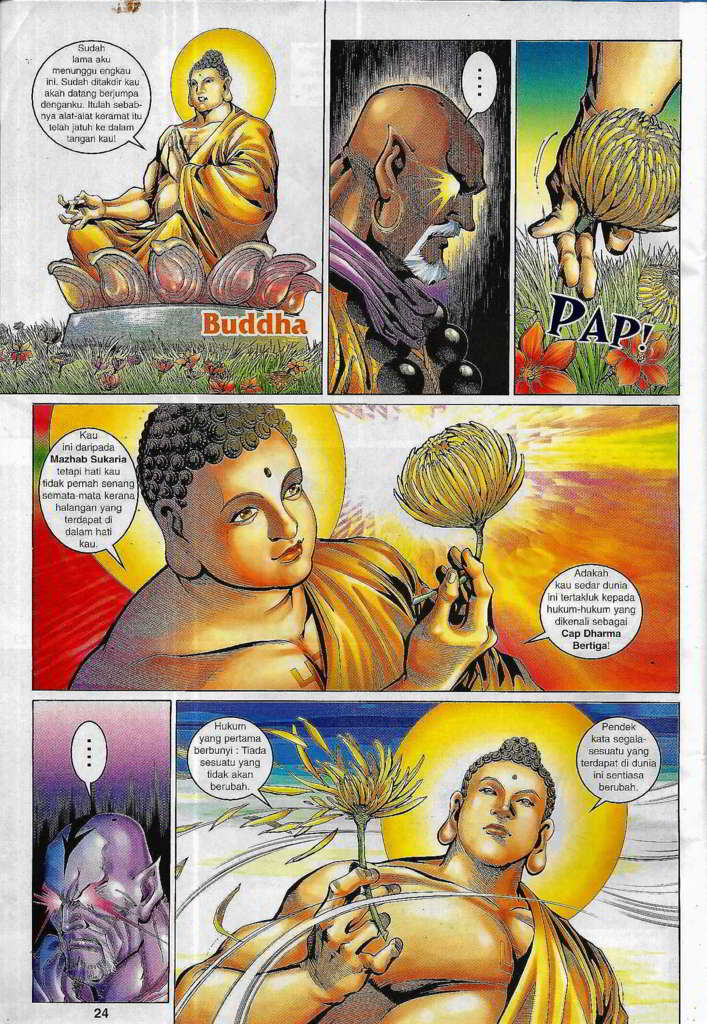 Sudah
lama aku
menunggu engkau
ini. Sudah ditakdir kau
akah datang berjumpa
denganku. Itulah sebab-
nya alat-alat keramat itu
telah jatuh ke dalam
tangan kau!
Buddha
....
PAP!
Kau
ini daripada
Mazhab Sukaria
tetapi hati kau
tidak pernah senang
semata-mata kerana
halangan yang
terdapat di
dalam hati
kau.
Adakah
kau sedar dunia
ini tertakluk kepada
hukum-hukum yang
dikenali sebagai
Cap Dharma
Bertiga!
....
Hukum
yang pertama
berbunyi : Tiada
sesuatu yang
tidak akan
berubah.
Pendek
kata segala-
sesuatu yang
terdapat di dunia
ini sentiasa
berubah.
24